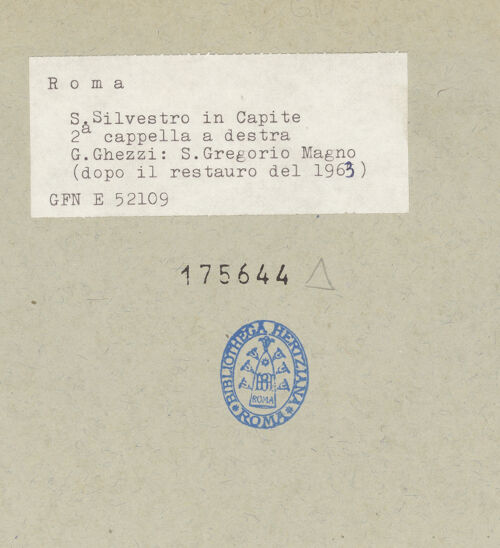 R o m a
S.Silvestro in Capite
2a cappella a destra
G.Ghezzi: S.Gregorio Magno
(dopo il restauro del 1963)
GFN E 52109
175644
BIBLIOTHECA HERTZIANA
ROMA
ROMA